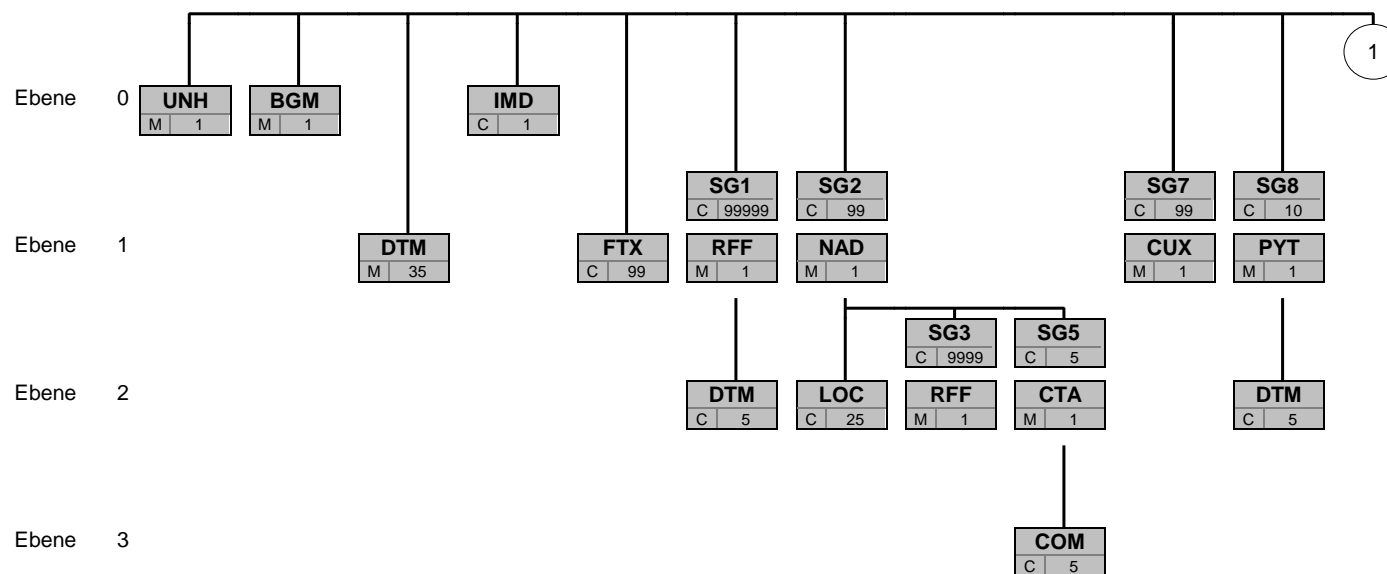 1
Ebene 0 UNH BGM IMD
M 1 M 1 C 1
SG1 SG2 SG7 SG8
C 99999 C 99 C 99 C 10
Ebene 1 DTM FTX RFF NAD CUX PYT
M 35 C 99 M 1 M 1 M 1 M 1
SG3 SG5
C 9999 C 5
Ebene 2 DTM LOC RFF CTA DTM
C 5 C 25 M 1 M 1 C 5
Ebene 3 COM
C 5